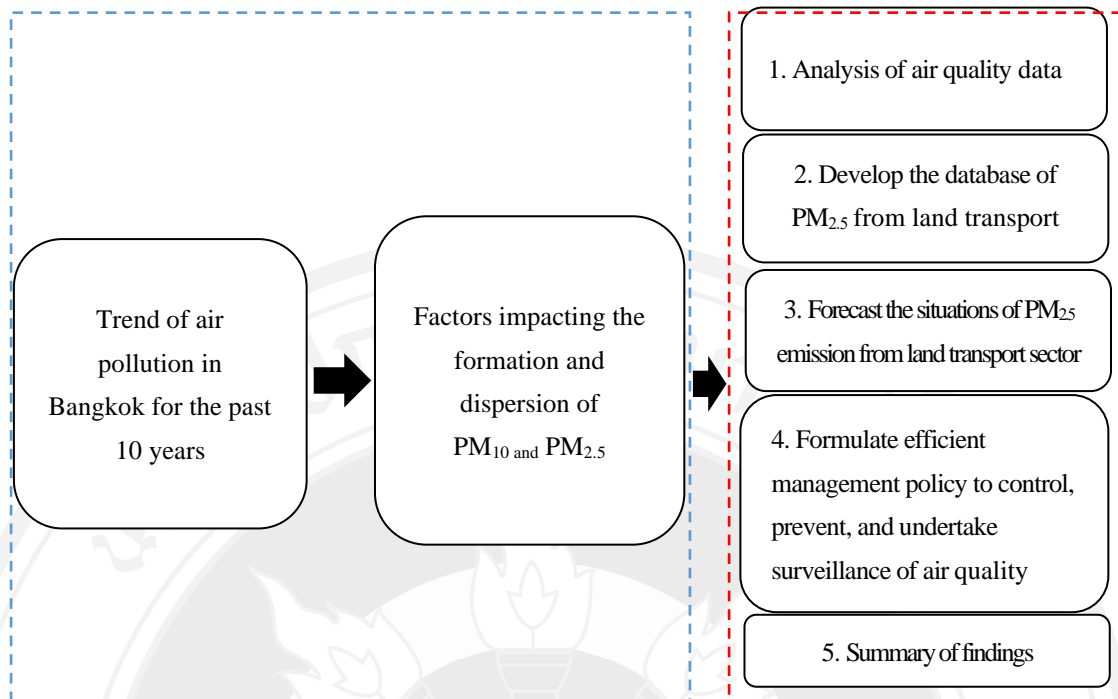 Trend of air
pollution in
Bangkok for the past
10 years
Factors impacting the
formation and
dispersion of
PM₁₀ and PM₂.₅
1. Analysis of air quality data
2. Develop the database of
PM₂.₅ from land transport
3. Forecast the situations of PM₂₅
emission from land transport sector
4. Formulate efficient
management policy to control,
prevent, and undertake
surveillance of air quality
5. Summary of findings